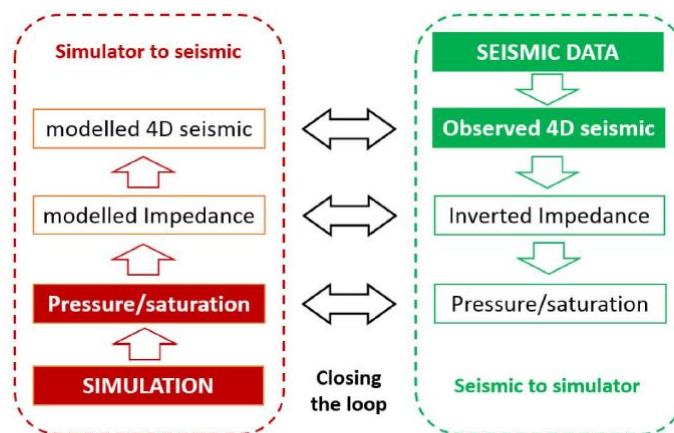 Simulator to seismic
modelled 4D seismic
modelled Impedance
Pressure/saturation
SIMULATION
Closing
the loop
SEISMIC DATA
Observed 4D seismic
Inverted Impedance
Pressure/saturation
Seismic to simulator